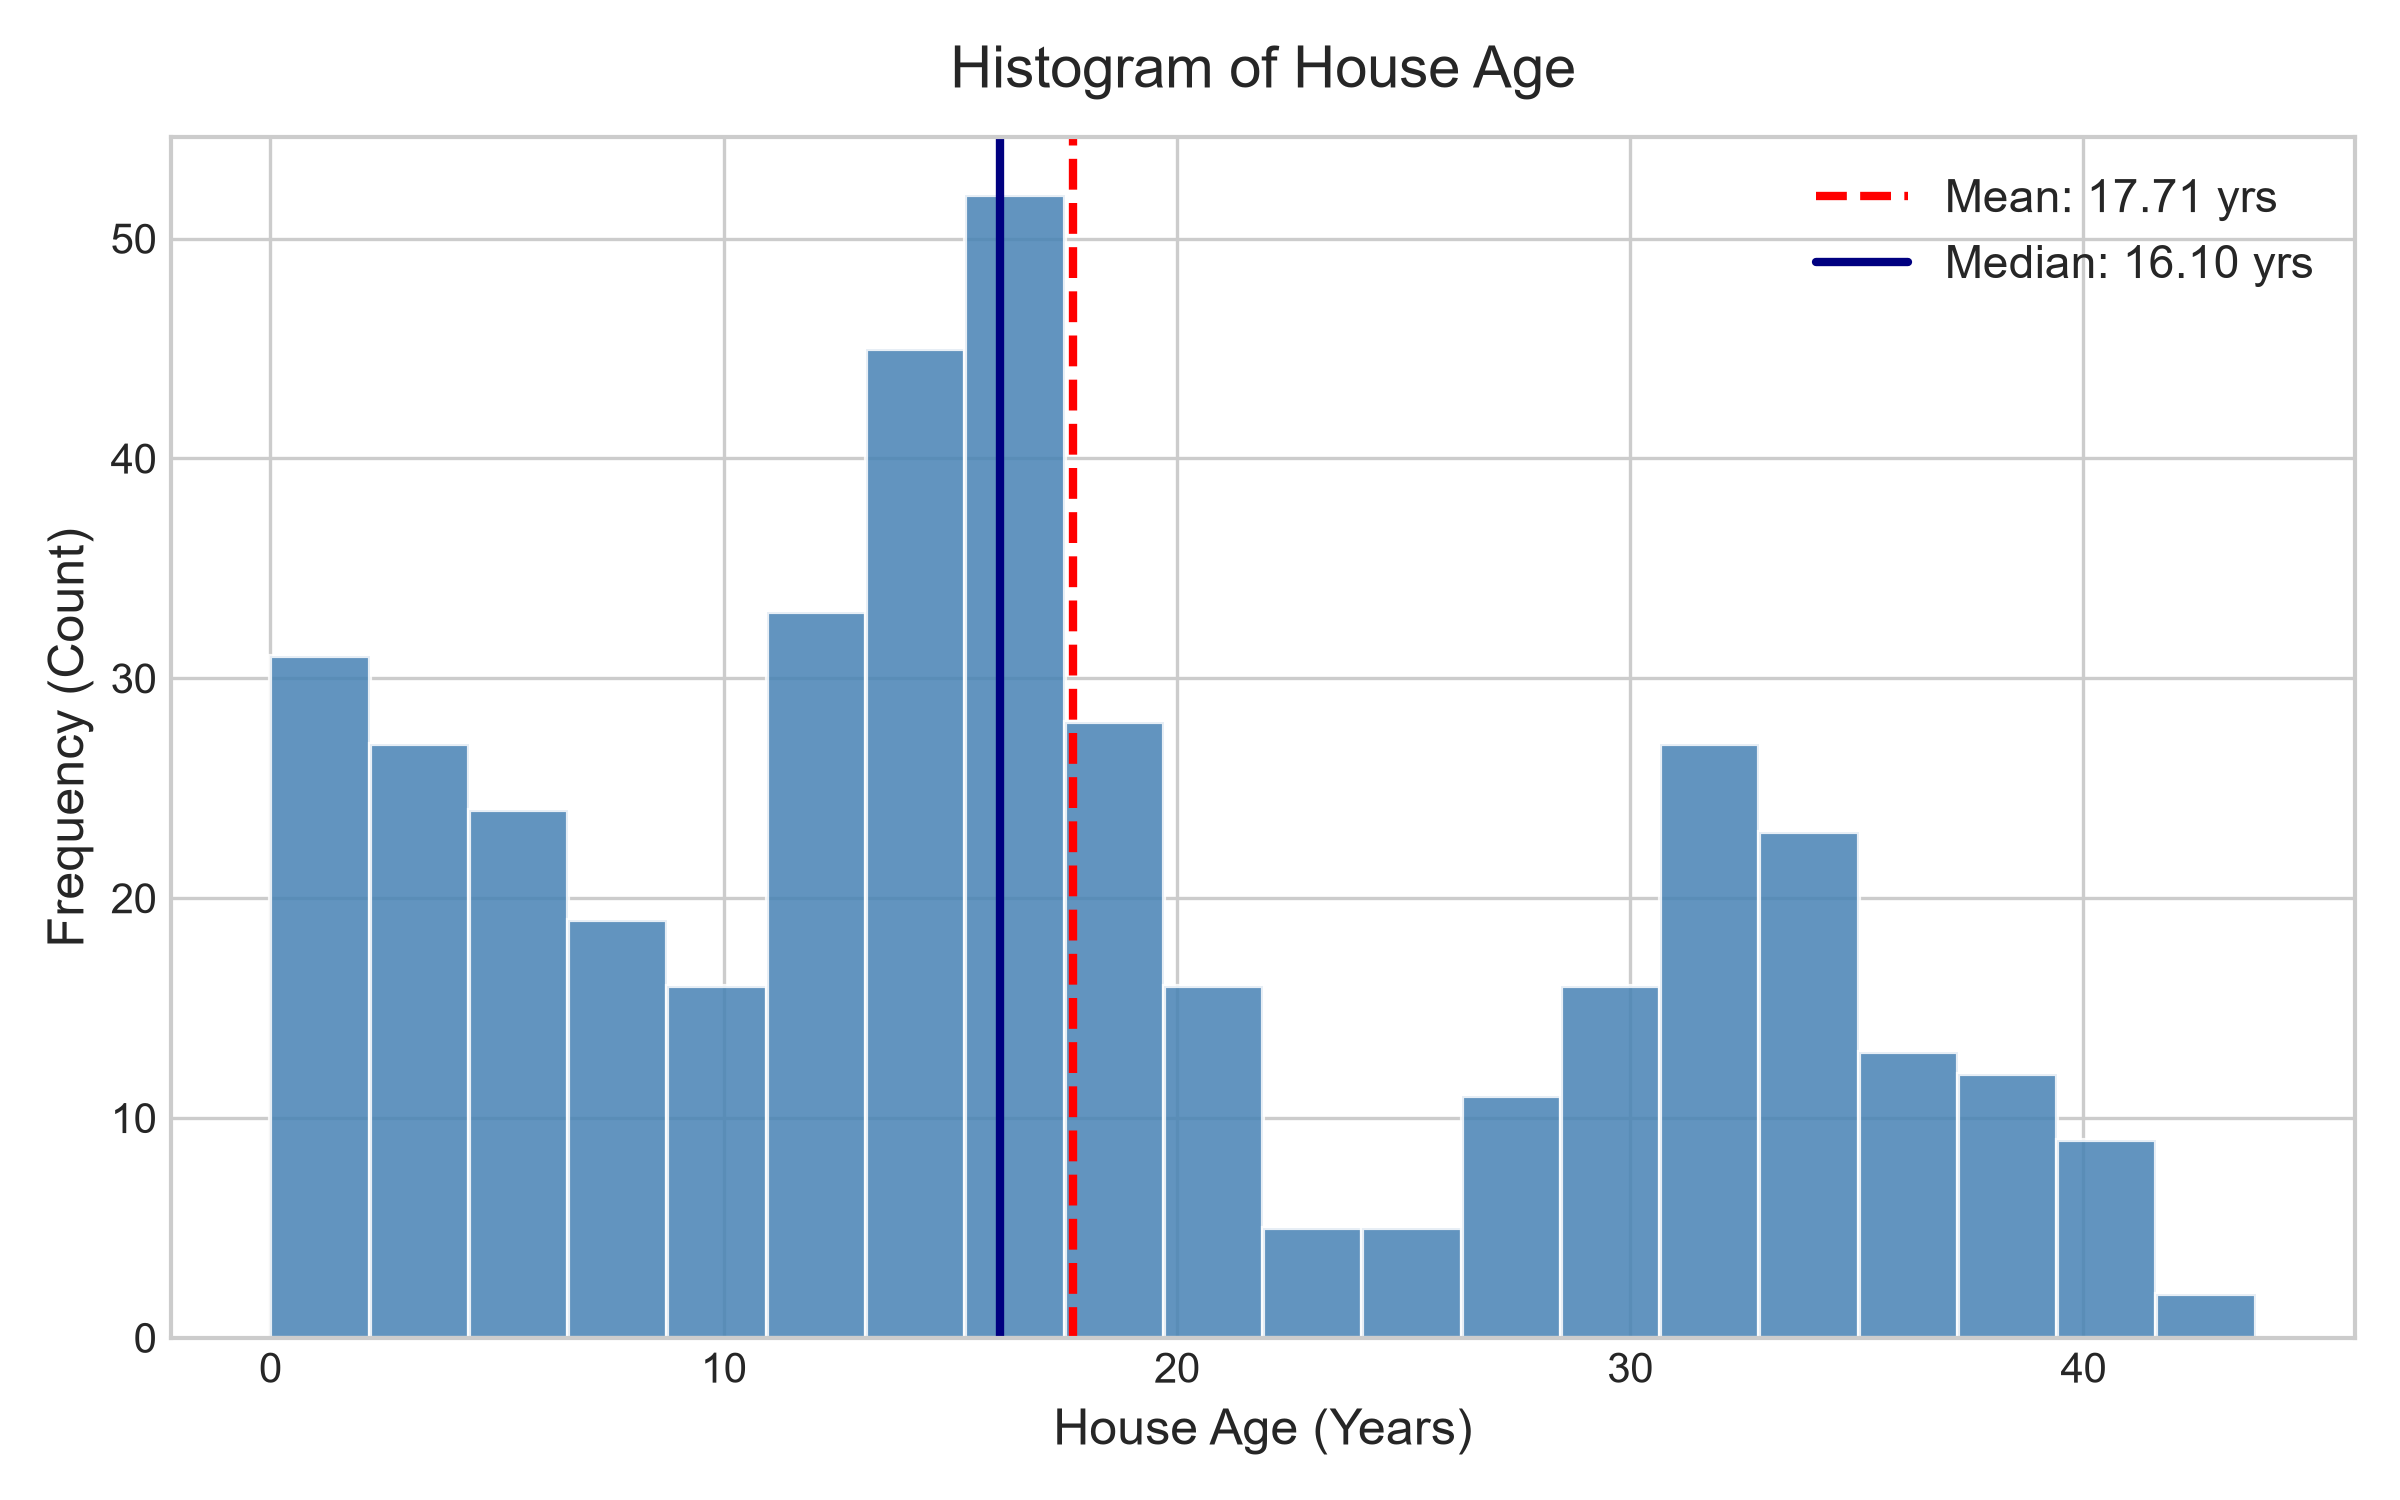 Histogram of House Age
Mean: 17.71 yrs
Median: 16.10 yrs
Frequency (Count)
50
40
30
20
10
0
0 10 20 30 40
House Age (Years)